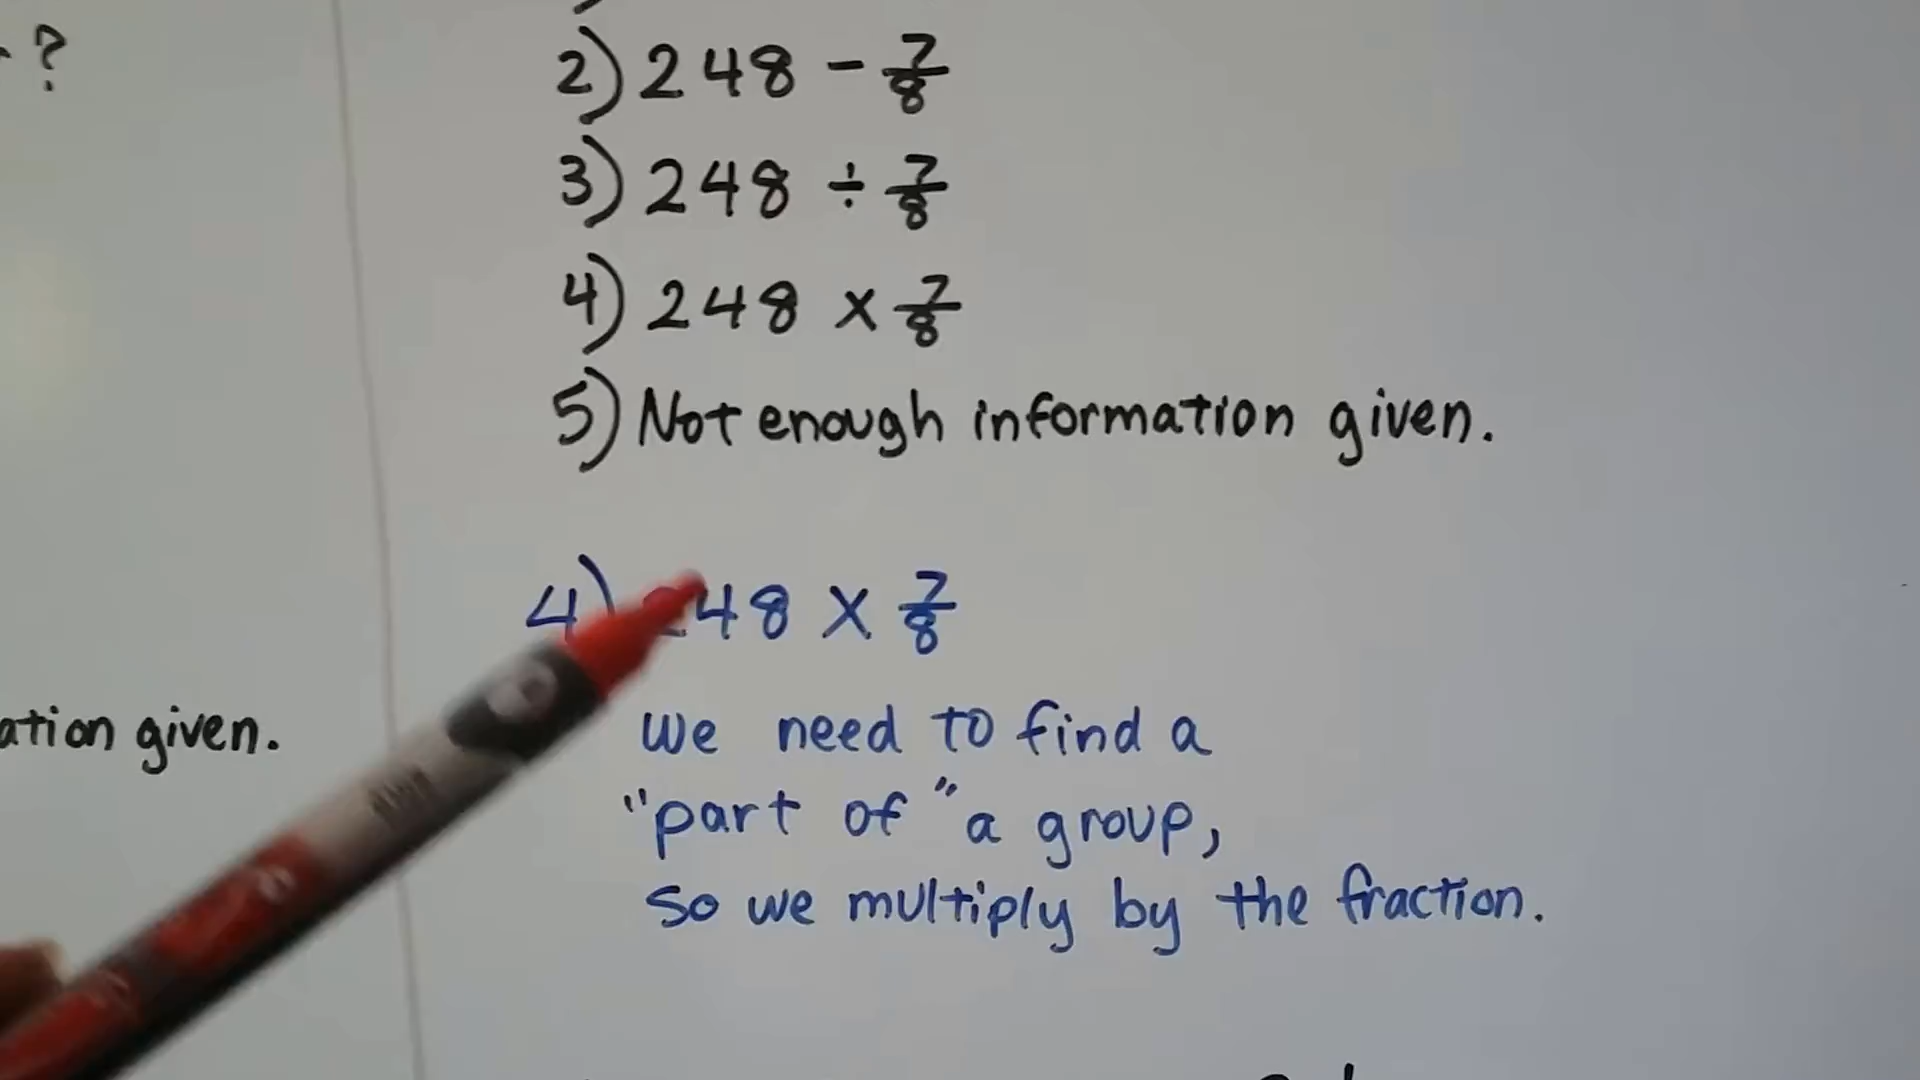 ?
2) 248 - 7/8
3) 248 ÷ 7/8
4) 248 x 7/8
5) Not enough information given.
4) 248 x 7/8
ation given.
we need to find a
"part of" a group,
so we multiply by the fraction.